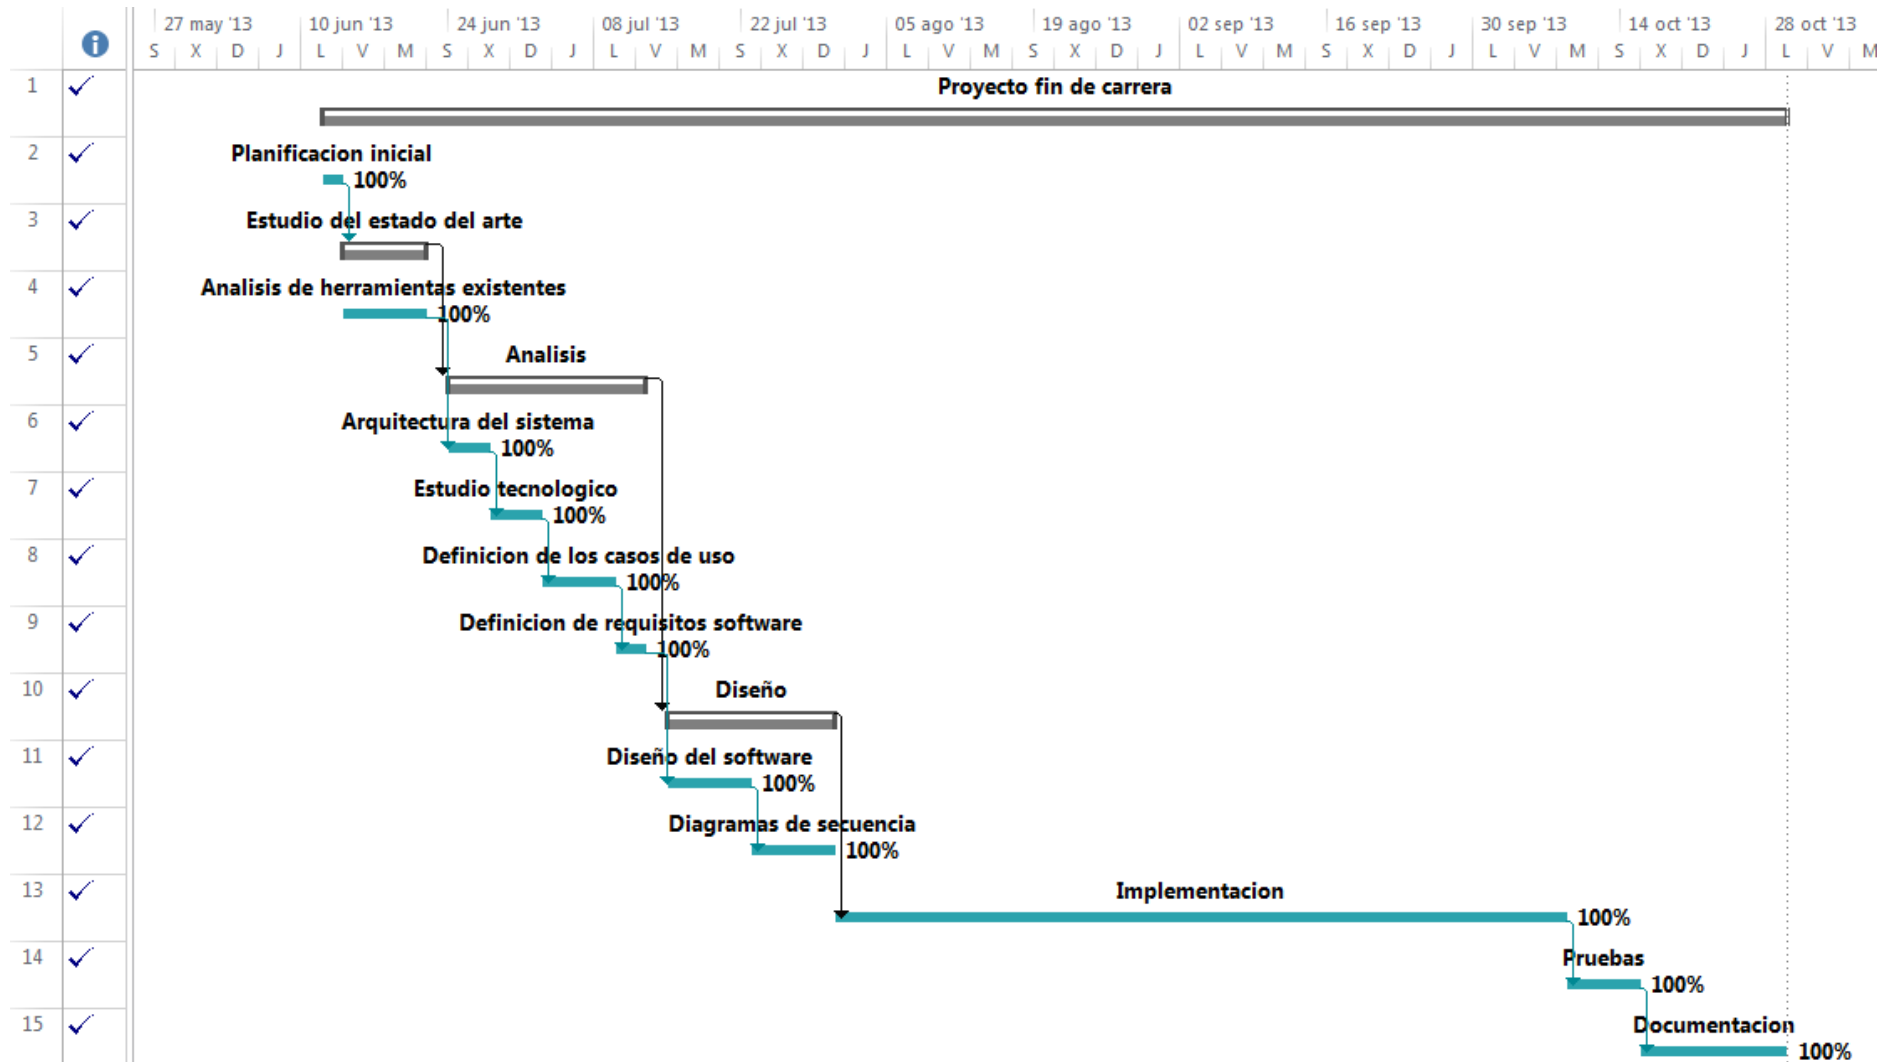 27 may '13 10 jun '13 24 jun '13 08 jul '13 22 jul '13 05 ago '13 19 ago '13 02 sep '13 16 sep '13 30 sep '13 14 oct '13 28 oct '13
i S X D J L V M S X D J L V M S X D J L V M S X D J L V M S X D J L V M S X D J L V M
1 Proyecto fin de carrera
2 Planificacion inicial
100%
3 Estudio del estado del arte
4 Analisis de herramientas existentes
100%
5 Analisis
6 Arquitectura del sistema
100%
7 Estudio tecnologico
100%
8 Definicion de los casos de uso
100%
9 Definicion de requisitos software
100%
10 Diseño
11 Diseño del software
100%
12 Diagramas de secuencia
100%
13 Implementacion
100%
14 Pruebas
100%
15 Documentacion
100%